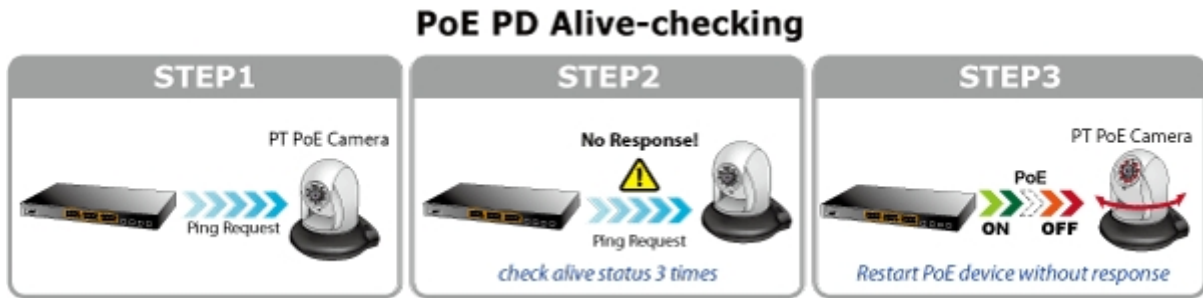 PoE PD Alive-checking
STEP1
PT PoE Camera
Ping Request
STEP2
No Response!
Ping Request
check alive status 3 times
STEP3
PT PoE Camera
PoE
ON OFF
Restart PoE device without response